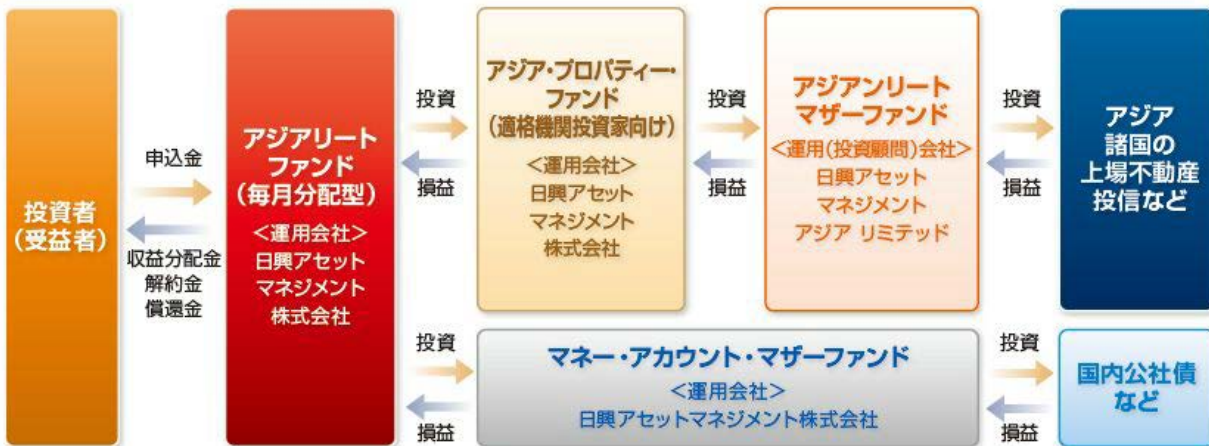 投資者
(受益者)
申込金
収益分配金
解約金
償還金
アジアリート
ファンド
(毎月分配型)
<運用会社>
日興アセット
マネジメント
株式会社
投資
損益
アジア・プロパティー・
ファンド
(適格機関投資家向け)
<運用会社>
日興アセット
マネジメント
株式会社
投資
損益
アジアンリート
マザーファンド
<運用(投資顧問)会社>
日興アセット
マネジメント
アジア リミテッド
投資
損益
アジア
諸国の
上場不動産
投信など
投資
損益
マネー・アカウント・マザーファンド
<運用会社>
日興アセットマネジメント株式会社
投資
損益
国内公社債
など